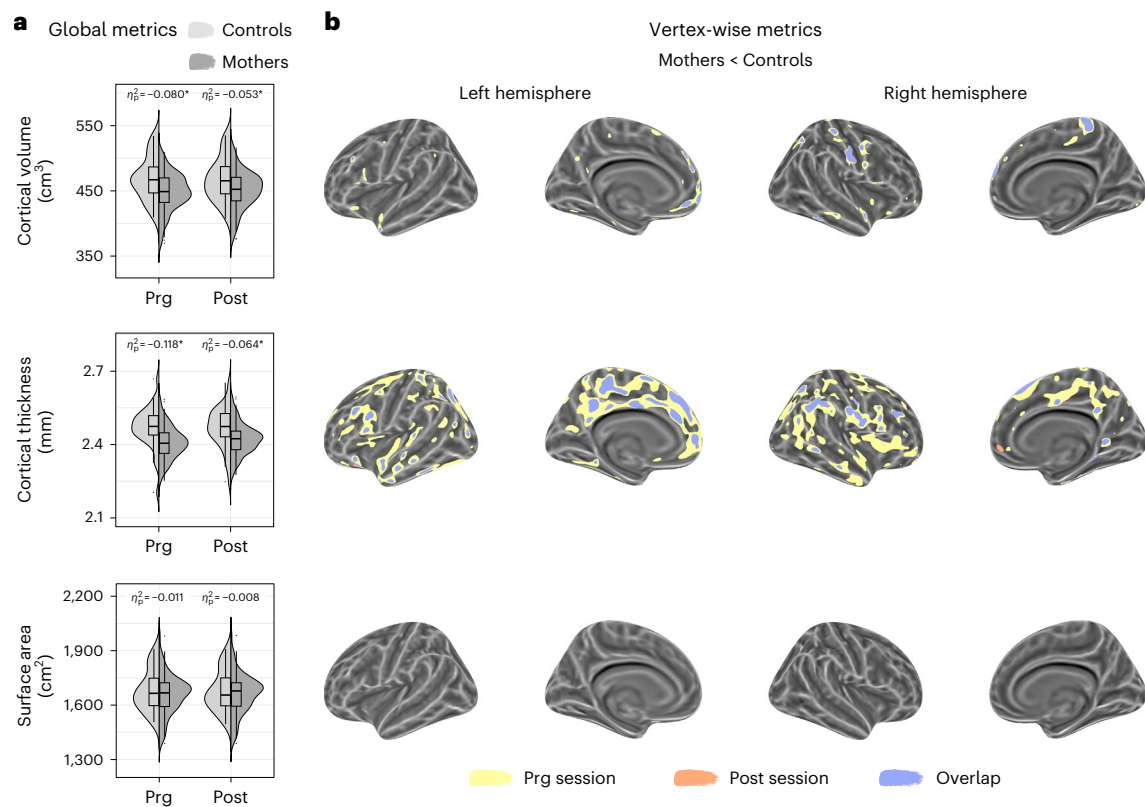 a
Global metrics
Controls
Mothers
b
Vertex-wise metrics
Mothers < Controls
Left hemisphere
Right hemisphere
Cortical volume
(cm³)
η²p = −0.080*
η²p = −0.053*
550
450
350
Prg
Post
Cortical thickness
(mm)
η²p = −0.118*
η²p = −0.064*
2.7
2.4
2.1
Prg
Post
Surface area
(cm²)
η²p = −0.011
η²p = −0.008
2,200
1,900
1,600
1,300
Prg
Post
Prg session
Post session
Overlap